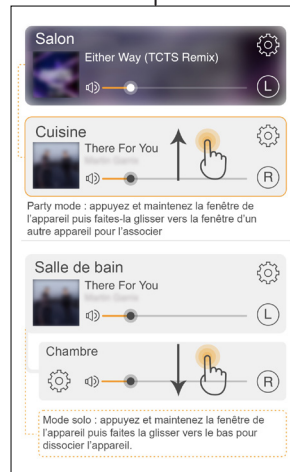 Salon
Either Way (TCTS Remix)
L
Cuisine
There For You
R
Party mode : appuyez et maintenez la fenêtre de
l'appareil puis faites-la glisser vers la fenêtre d'un
autre appareil pour l'associer
Salle de bain
There For You
L
Chambre
R
Mode solo : appuyez et maintenez la fenêtre de
l'appareil puis faites la glisser vers le bas pour
dissocier l'appareil.